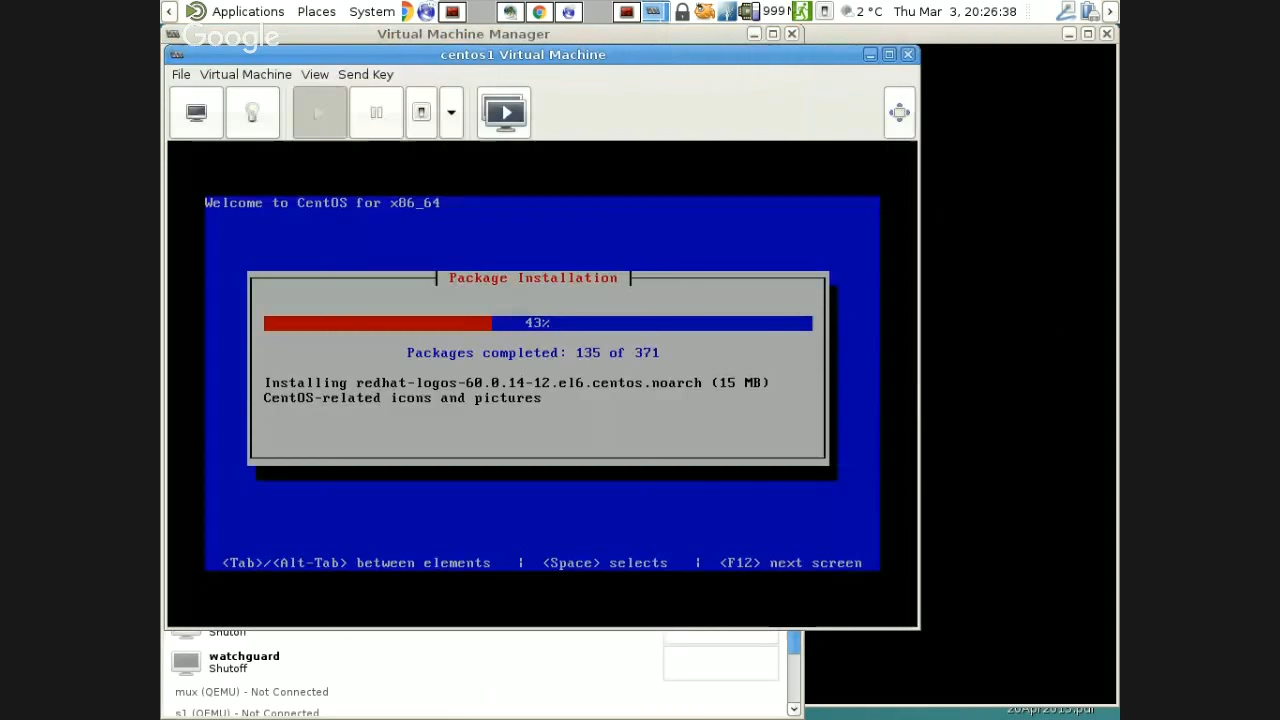 Applications Places System 999 2 °C Thu Mar 3, 20:26:38
Google
Virtual Machine Manager
centos1 Virtual Machine
File Virtual Machine View Send Key
Welcome to CentOS for x86_64
Package Installation
43%
Packages completed: 135 of 371
Installing redhat-logos-60.0.14-12.el6.centos.noarch (15 MB)
CentOS-related icons and pictures
<Tab>/<Alt-Tab> between elements | <Space> selects | <F12> next screen
Shutoff
watchguard
Shutoff
mux (QEMU) - Not Connected
s1 (QEMU) - Not Connected